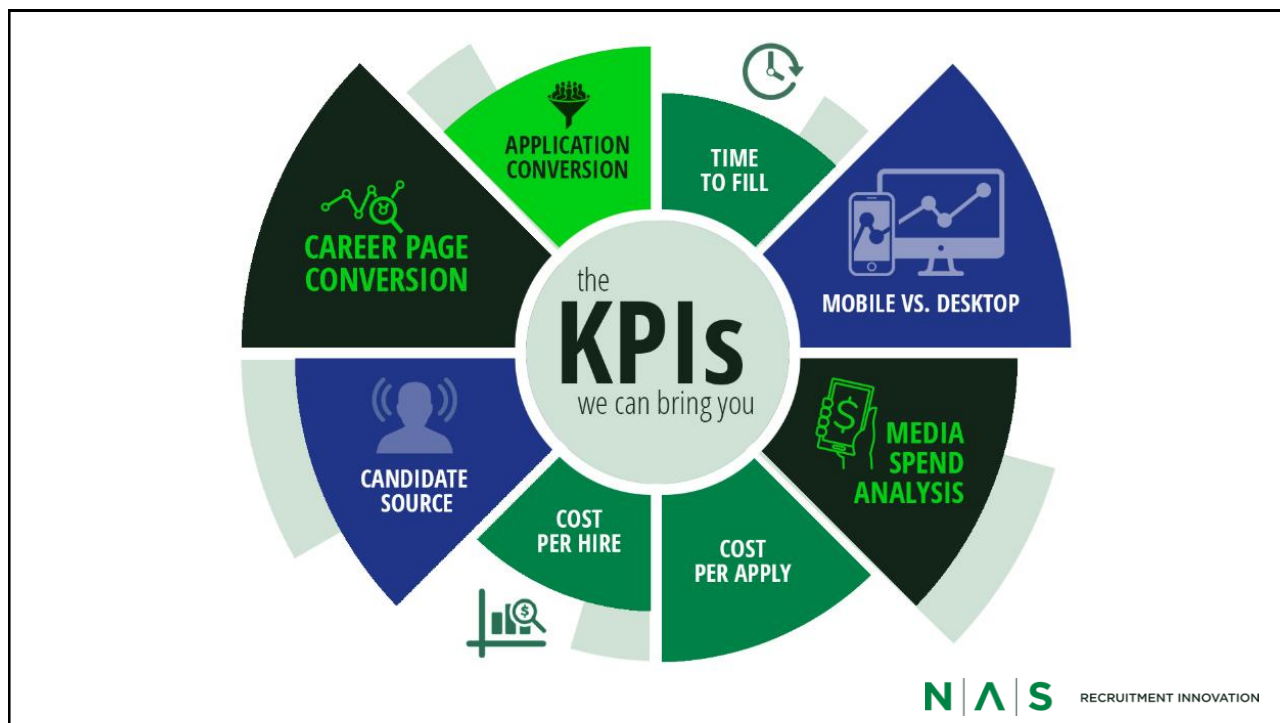 APPLICATION
CONVERSION
TIME
TO FILL
CAREER PAGE
CONVERSION
MOBILE VS. DESKTOP
the
KPIs
we can bring you
CANDIDATE
SOURCE
COST
PER HIRE
COST
PER APPLY
$
MEDIA
SPEND
ANALYSIS
$
N|Λ|S RECRUITMENT INNOVATION